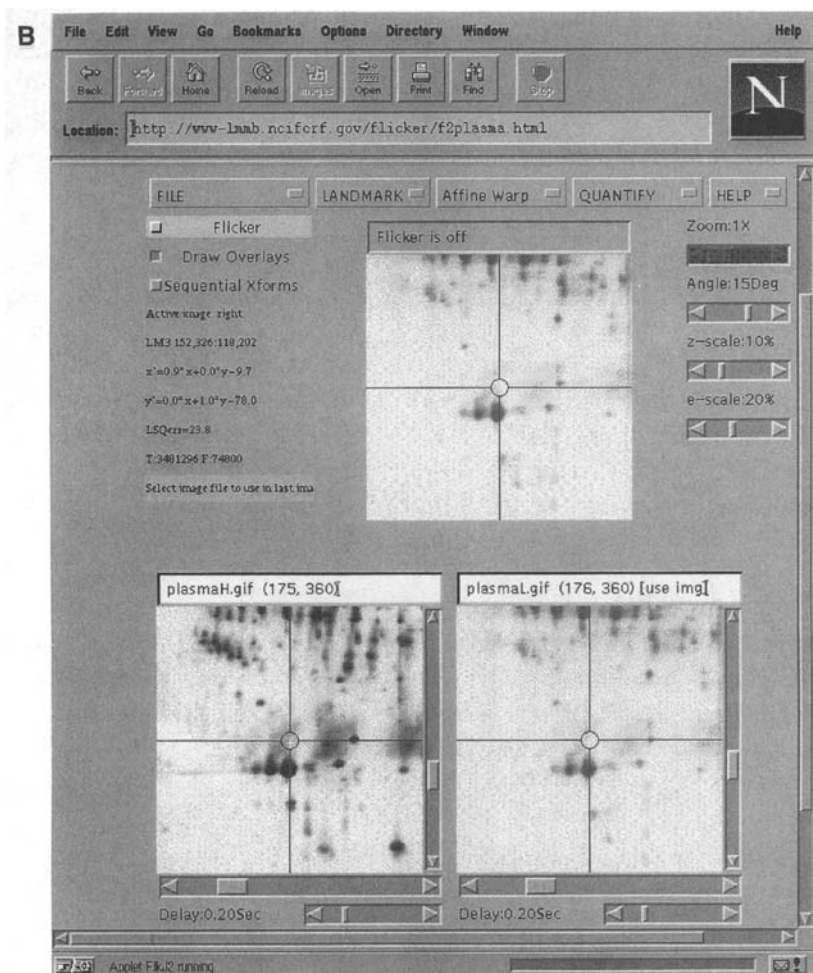 B
File Edit View Go Bookmarks Options Directory Window Help
Back Forward Home Reload Images Open Print Find Stop
N
Location: http://www-lmmb.ncifcrf.gov/flicker/f2plasma.html
FILE LANDMARK Affine Warp QUANTIFY HELP
Flicker
Draw Overlays
Sequential Xforms
Active image: right
LM3 152,326:118,202
x'=0.9*x+0.0*y-9.7
y'=0.0*x+1.0*y-78.0
LSQerr=23.8
T:3481296 F:74800
Select image file to use in last ima
Flicker is off
Zoom:1X
Angle:15Deg
z-scale:10%
e-scale:20%
plasmaH.gif (175, 360)
plasmaL.gif (176, 360) [use img]
Delay:0.20Sec
Delay:0.20Sec
Applet FlkJ2 running